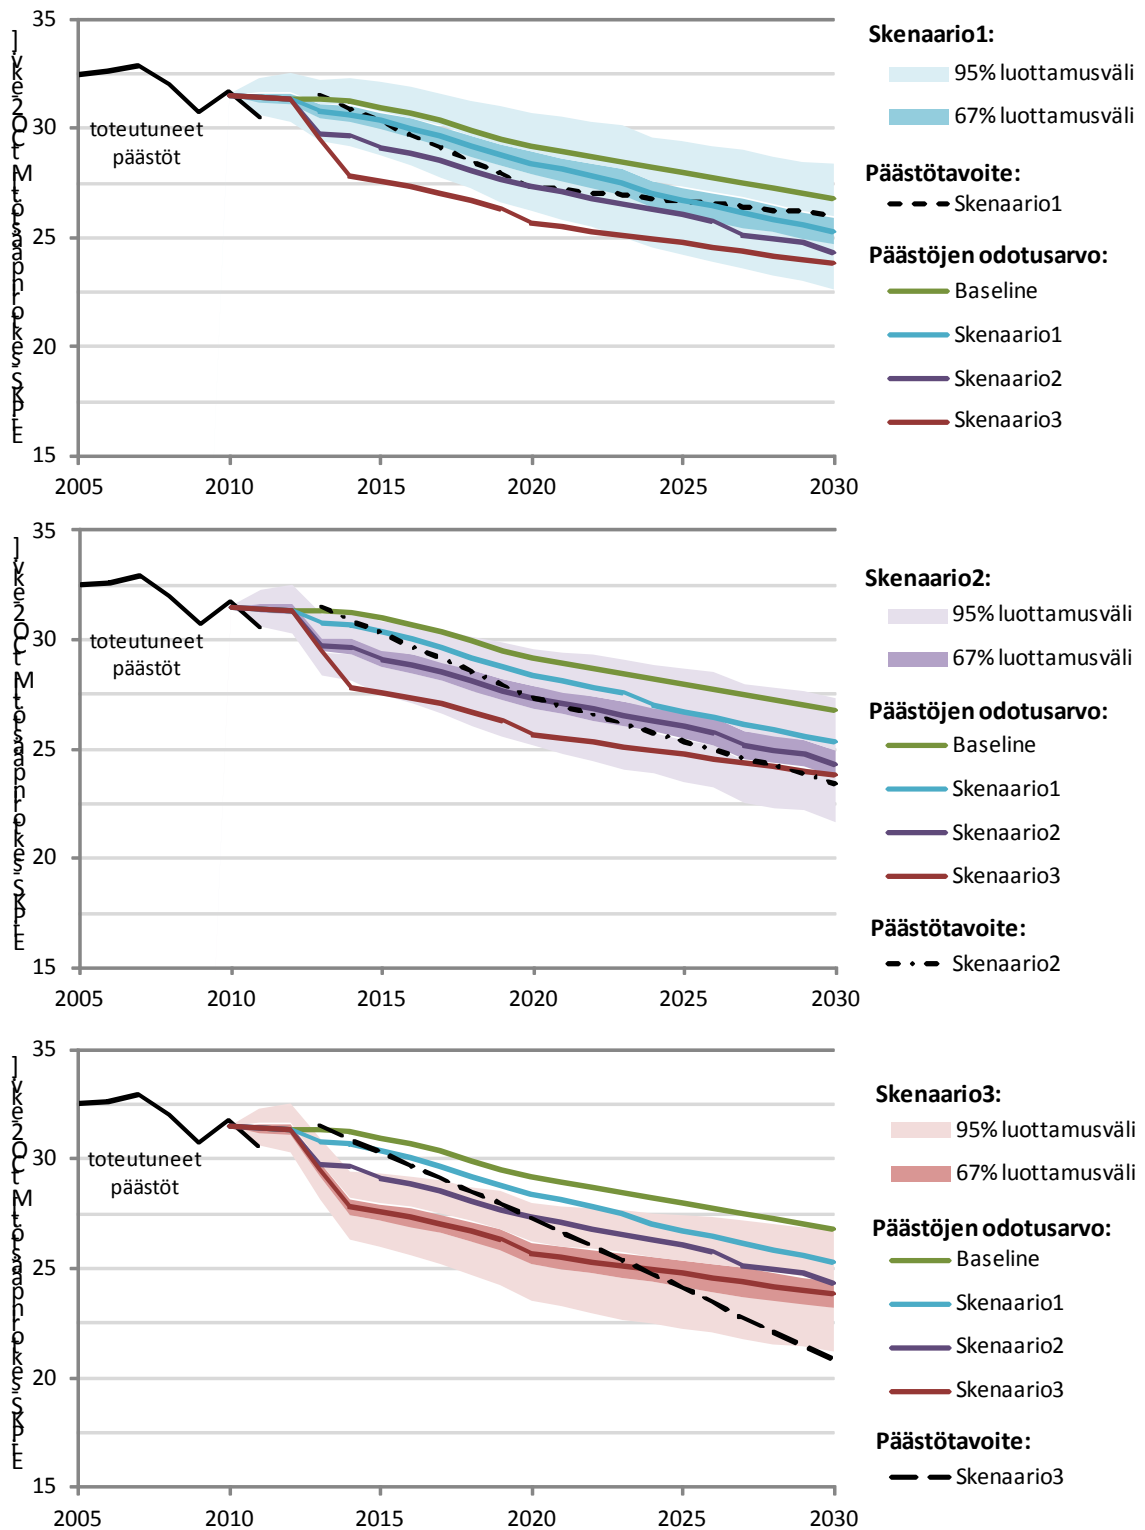 35
30
25
20
15
2005 2010 2015 2020 2025 2030
toteutuneet
päästöt
Skenaario1:
95% luottamusväli
67% luottamusväli
Päästötavoite:
Skenaario1
Päästöjen odotusarvo:
Baseline
Skenaario1
Skenaario2
Skenaario3
35
30
25
20
15
2005 2010 2015 2020 2025 2030
toteutuneet
päästöt
Skenaario2:
95% luottamusväli
67% luottamusväli
Päästöjen odotusarvo:
Baseline
Skenaario1
Skenaario2
Skenaario3
Päästötavoite:
Skenaario2
35
30
25
20
15
2005 2010 2015 2020 2025 2030
toteutuneet
päästöt
Skenaario3:
95% luottamusväli
67% luottamusväli
Päästöjen odotusarvo:
Baseline
Skenaario1
Skenaario2
Skenaario3
Päästötavoite:
Skenaario3